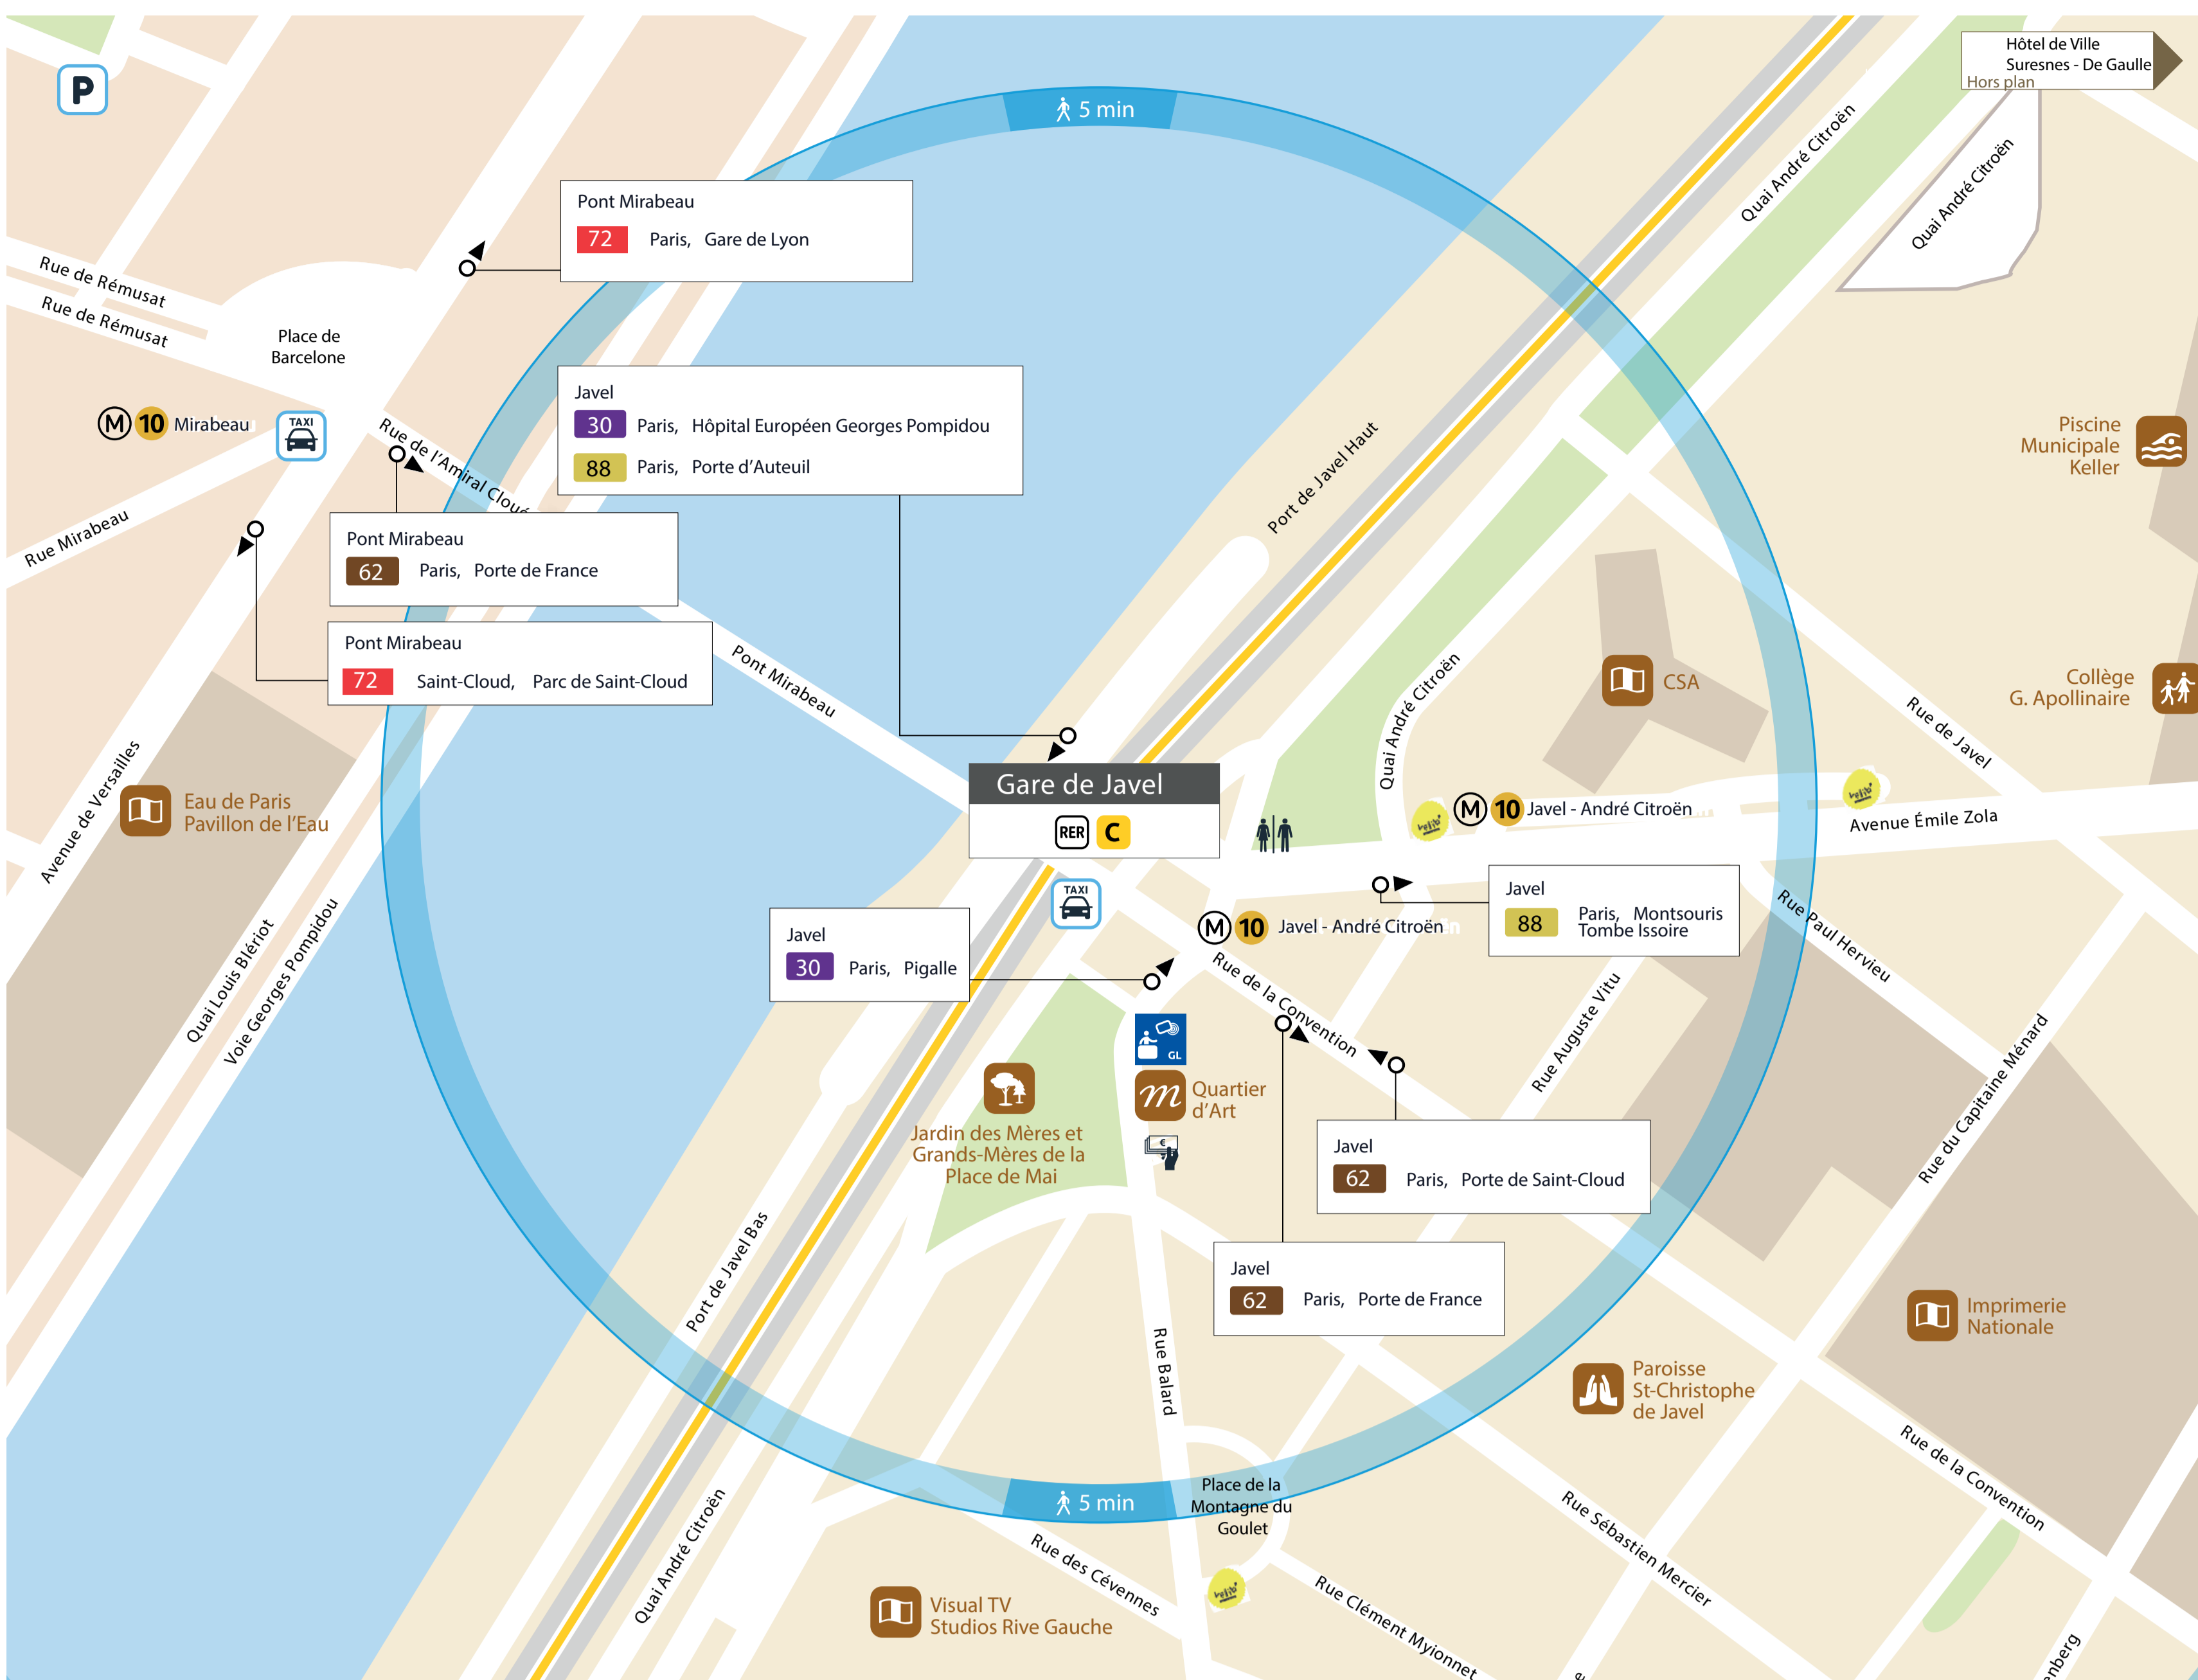 Hôtel de Ville
Suresnes - De Gaulle
Hors plan
P
5 min
Quai André Citroën
Quai André Citroën
Pont Mirabeau
72 Paris, Gare de Lyon
Rue de Rémusat
Rue de Rémusat
Place de
Barcelone
Javel
30 Paris, Hôpital Européen Georges Pompidou
88 Paris, Porte d'Auteuil
M 10 Mirabeau
TAXI
Rue de l'Amiral Cloué
Port de Javel Haut
Piscine
Municipale
Keller
Rue Mirabeau
Pont Mirabeau
62 Paris, Porte de France
Pont Mirabeau
72 Saint-Cloud, Parc de Saint-Cloud
Pont Mirabeau
Quai André Citroën
CSA
Collège
G. Apollinaire
Rue de Javel
Avenue de Versailles
Eau de Paris
Pavillon de l'Eau
Gare de Javel
RER C
velib'
M 10 Javel - André Citroën
velib'
Avenue Émile Zola
TAXI
Javel
88 Paris, Montsouris
Tombe Issoire
M 10 Javel - André Citroën
Rue Paul Hervieu
Javel
30 Paris, Pigalle
Quai Louis Blériot
Voie Georges Pompidou
Rue de la Convention
Rue Auguste Vitu
Rue du Capitaine Ménard
GL
m Quartier
d'Art
€
Jardin des Mères et
Grands-Mères de la
Place de Mai
Javel
62 Paris, Porte de Saint-Cloud
Javel
62 Paris, Porte de France
Port de Javel Bas
Rue Balard
Imprimerie
Nationale
Paroisse
St-Christophe
de Javel
Rue de la Convention
5 min
Place de la
Montagne du
Goulet
Quai André Citroën
Rue des Cévennes
Rue Sébastien Mercier
velib'
Rue Clément Myionnet
Visual TV
Studios Rive Gauche
enberg
e